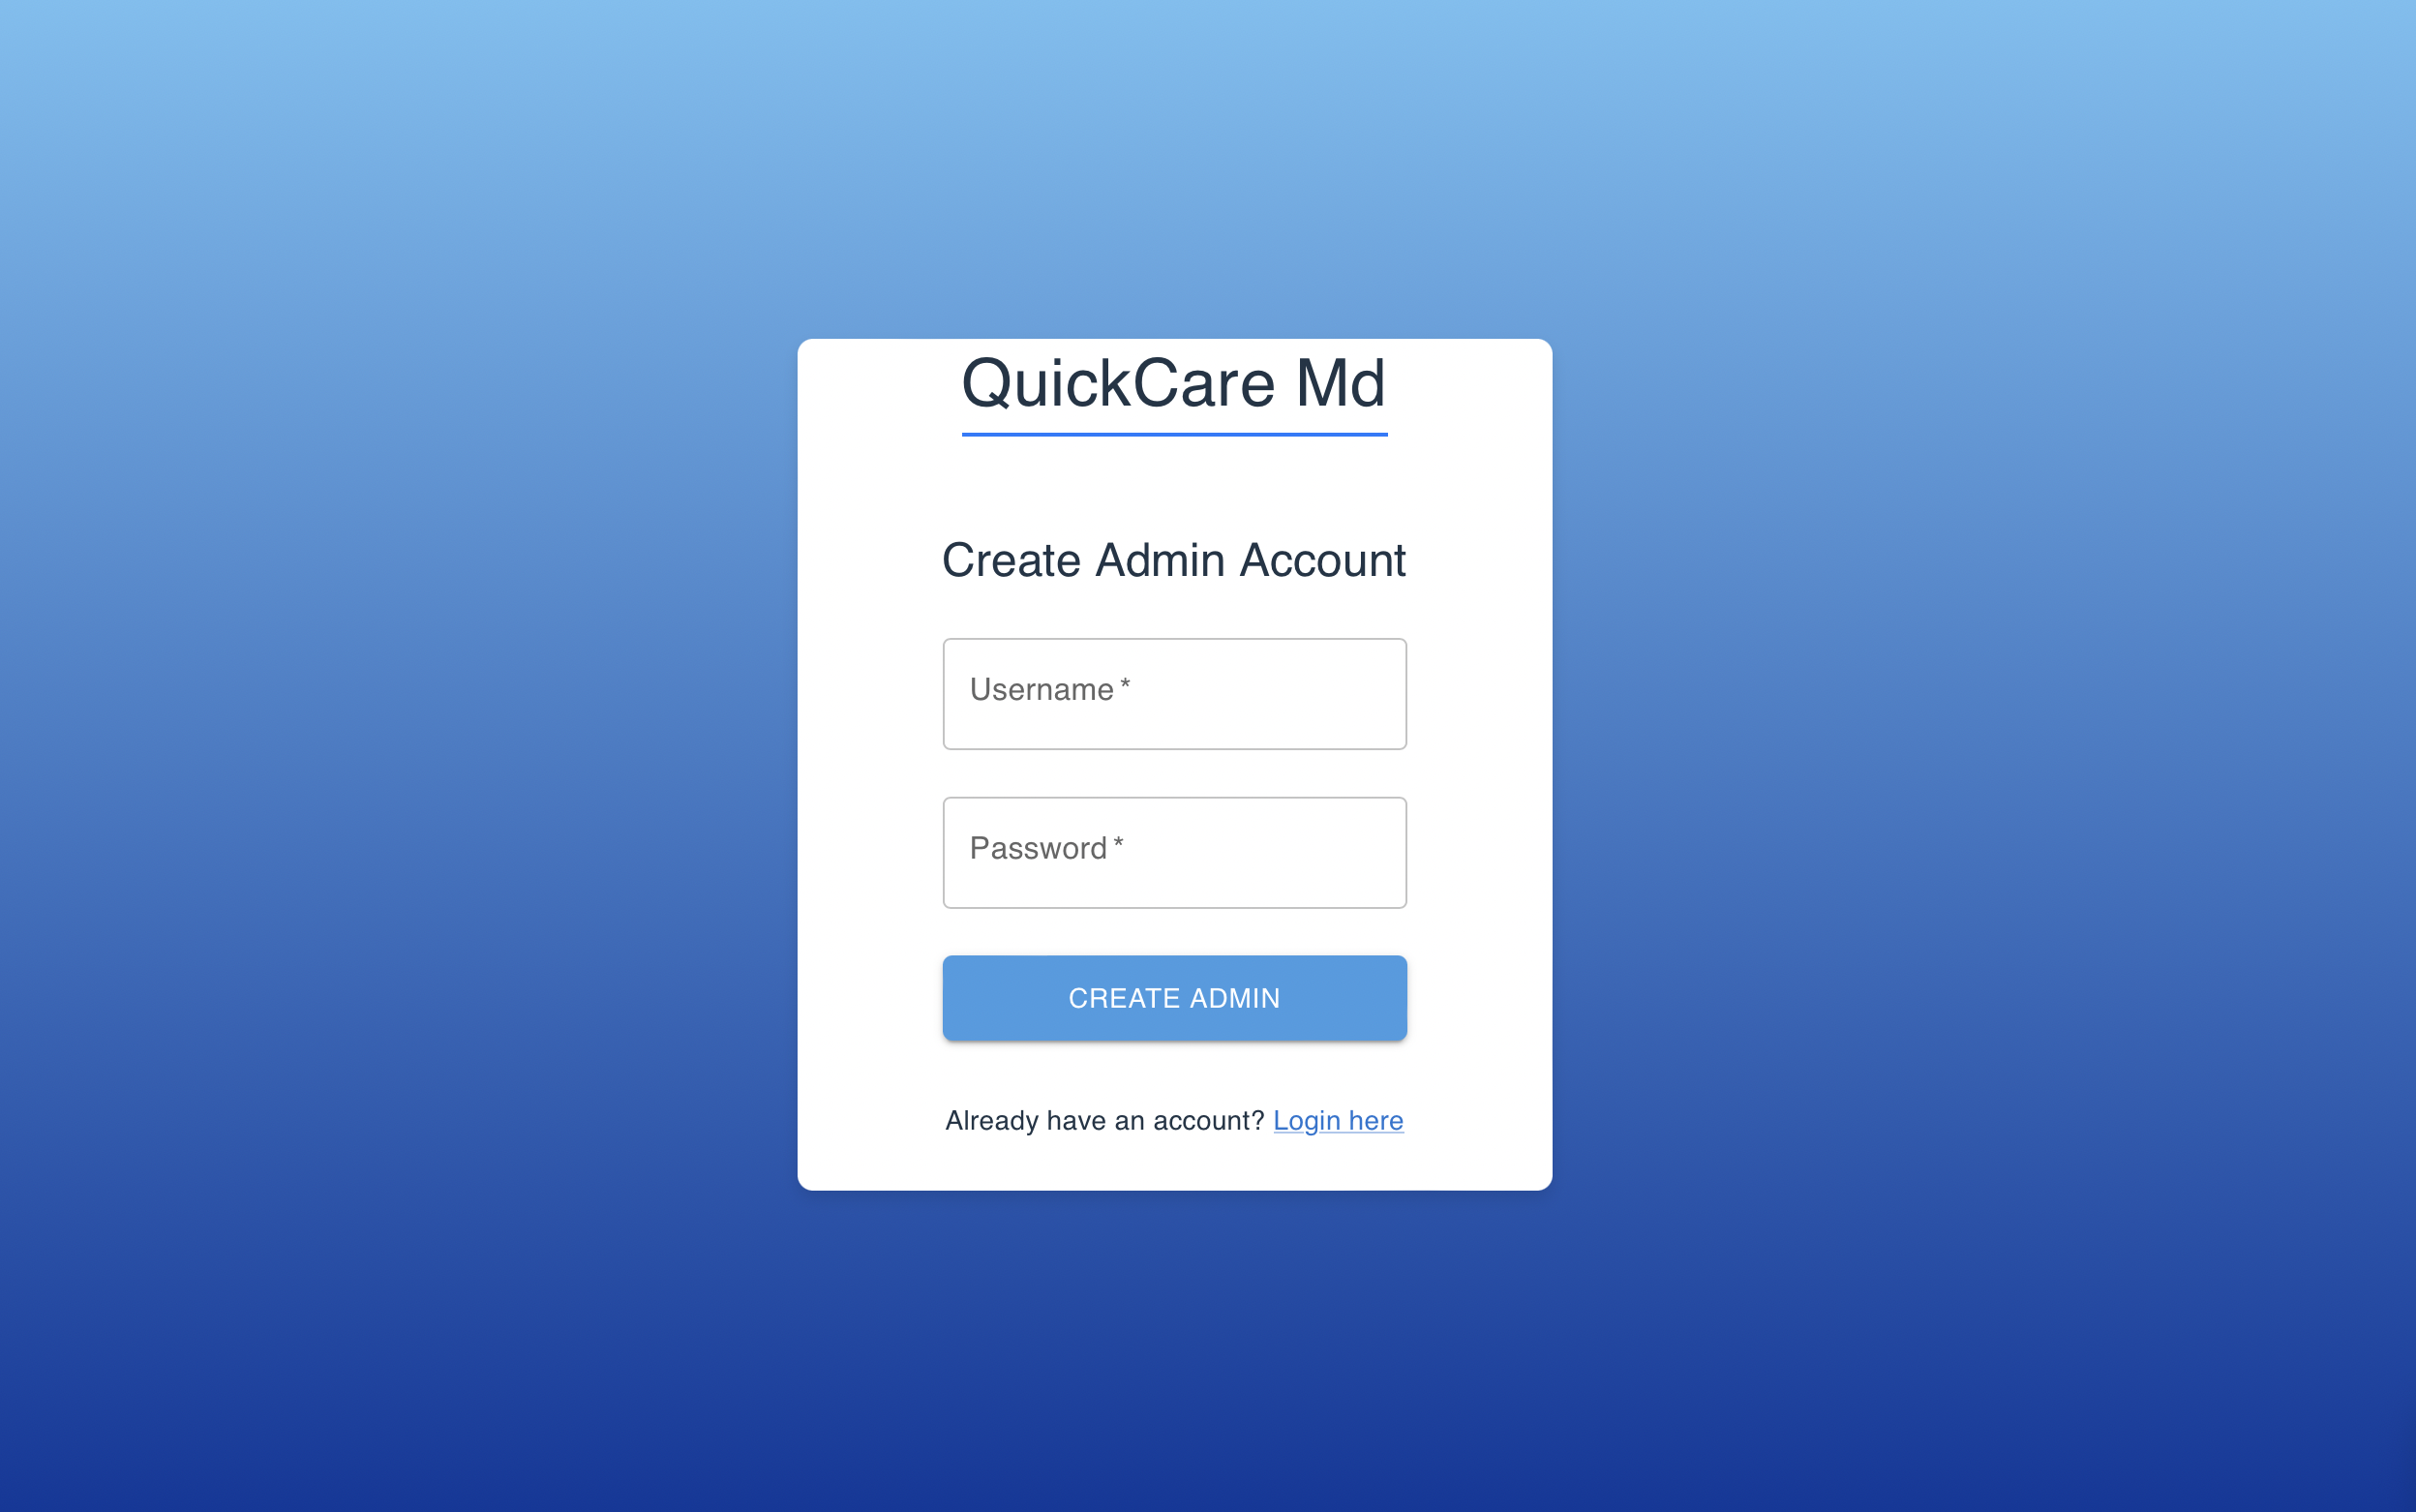 QuickCare Md
Create Admin Account
Username *
Password *
CREATE ADMIN
Already have an account? Login here